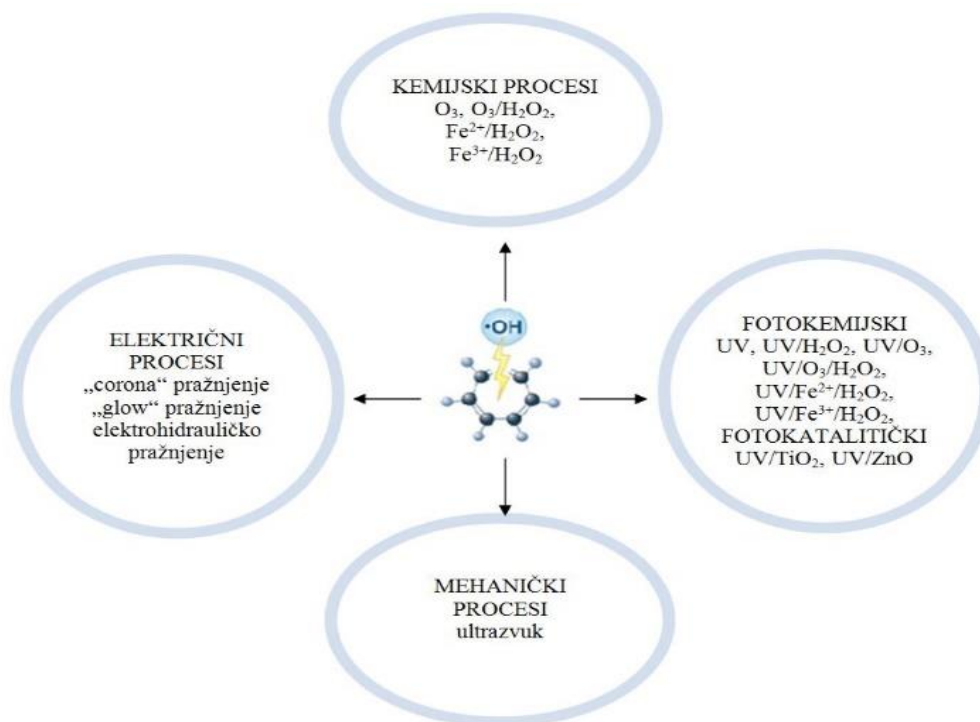 KEMIJSKI PROCESI
O₃, O₃/H₂O₂,
Fe²⁺/H₂O₂,
Fe³⁺/H₂O₂
ELEKTRIČNI
PROCESI
„corona“ pražnjenje
„glow“ pražnjenje
elektrohidrauličko
pražnjenje
•OH
FOTOKEMIJSKI
UV, UV/H₂O₂, UV/O₃,
UV/O₃/H₂O₂,
UV/Fe²⁺/H₂O₂,
UV/Fe³⁺/H₂O₂,
FOTOKATALITIČKI
UV/TiO₂, UV/ZnO
MEHANIČKI
PROCESI
ultrazvuk